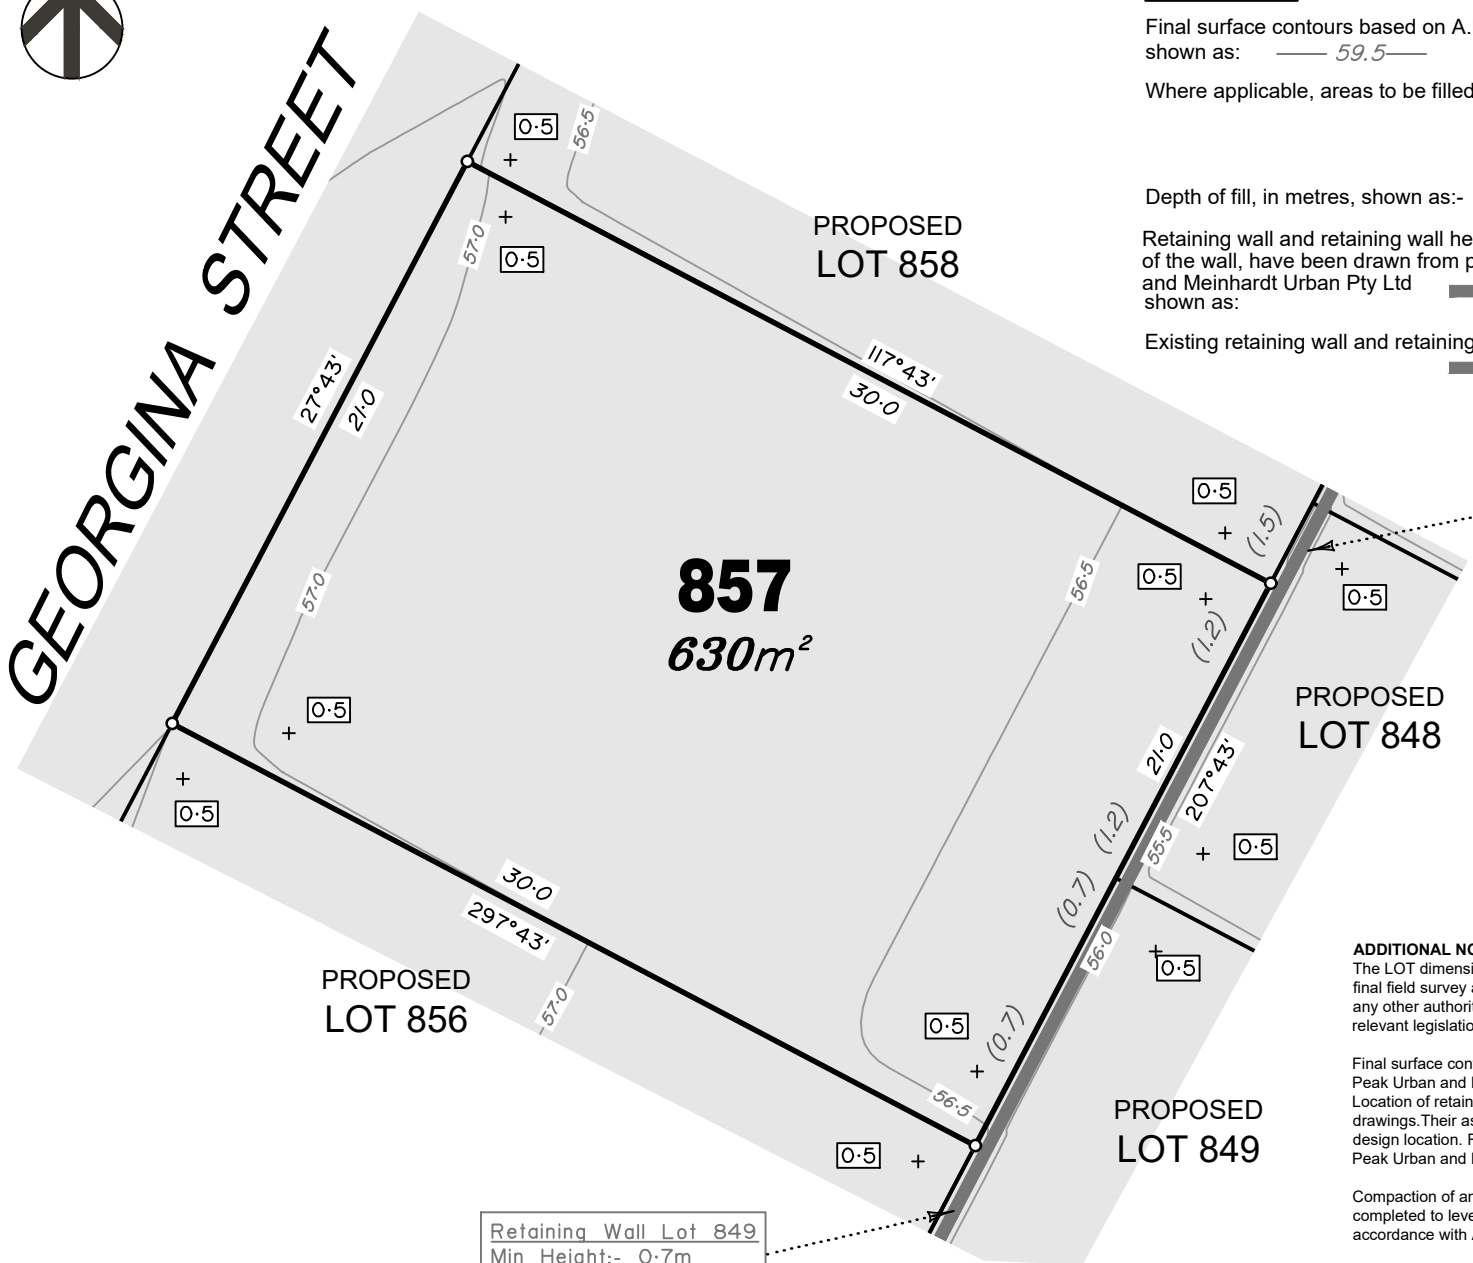 Final surface contours based on A.
shown as:
59.5
Where applicable, areas to be filled
Depth of fill, in metres, shown as:-
Retaining wall and retaining wall he
of the wall, have been drawn from p
and Meinhardt Urban Pty Ltd
shown as:
Existing retaining wall and retaining
GEORGINA STREET
0·5
56·5
57·0
0·5
PROPOSED
LOT 858
27°43'
21·0
117°43'
30·0
0·5
(1.5)
0·5
(1.2)
0·5
56·5
57·0
857
630m²
PROPOSED
LOT 848
0·5
0·5
21·0
207°43'
(1.2)
55·5
0·5
(0.7)
56·0
0·5
30·0
297°43'
PROPOSED
LOT 856
57·0
0·5
(0.7)
56·5
0·5
PROPOSED
LOT 849
Retaining Wall Lot 849
Min Height:- 0·7m
ADDITIONAL NO
The LOT dimensi
final field survey a
any other authorit
relevant legislatio
Final surface con
Peak Urban and
Location of retain
drawings.Their as
design location. F
Peak Urban and
Compaction of ar
completed to leve
accordance with